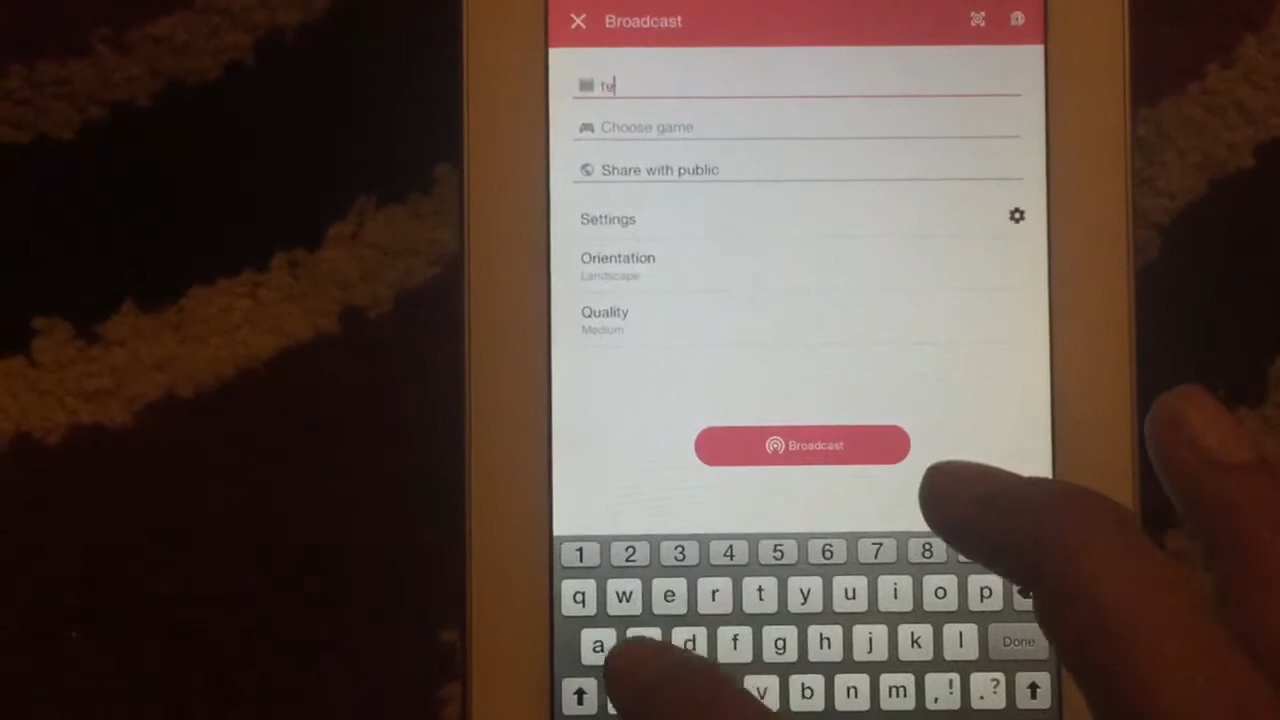 Broadcast
te
Choose game
Share with public
Settings
Orientation
Landscape
Quality
Medium
Broadcast
1 2 3 4 5 6 7 8
q w e r t y u i o p
a d f g h j k l Done
v b n m , ! . ?